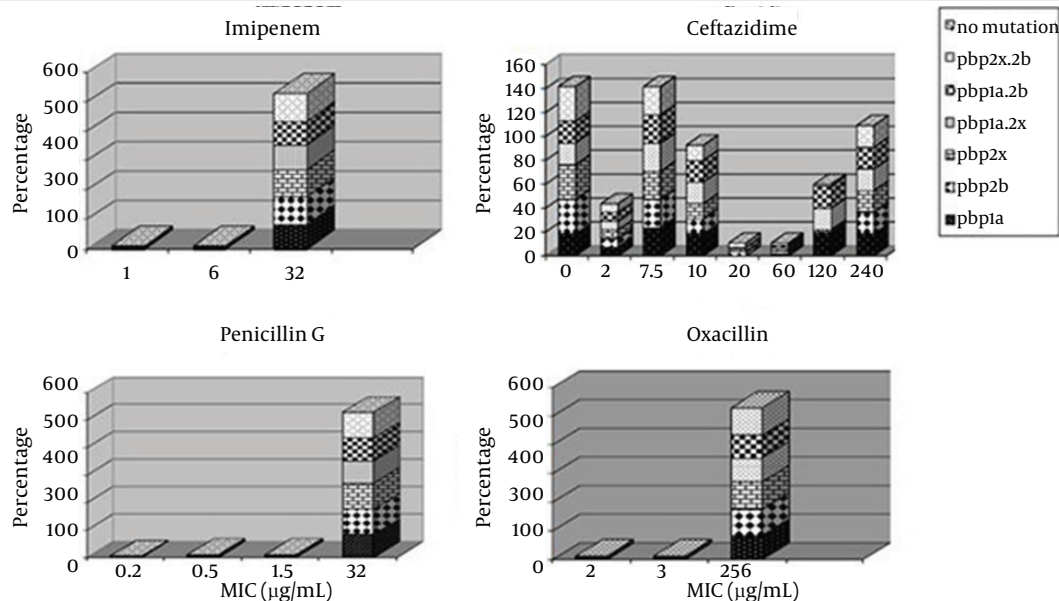 Imipenem
Percentage
600
500
400
300
200
100
0
1 6 32
Ceftazidime
Percentage
160
140
120
100
80
60
40
20
0
0 2 7.5 10 20 60 120 240
no mutation
pbp2x.2b
pbp1a.2b
pbp1a.2x
pbp2x
pbp2b
pbp1a
Penicillin G
Percentage
600
500
400
300
200
100
0
0.2 0.5 1.5 32
MIC (µg/mL)
Oxacillin
Percentage
600
500
400
300
200
100
0
2 3 256
MIC (µg/mL)